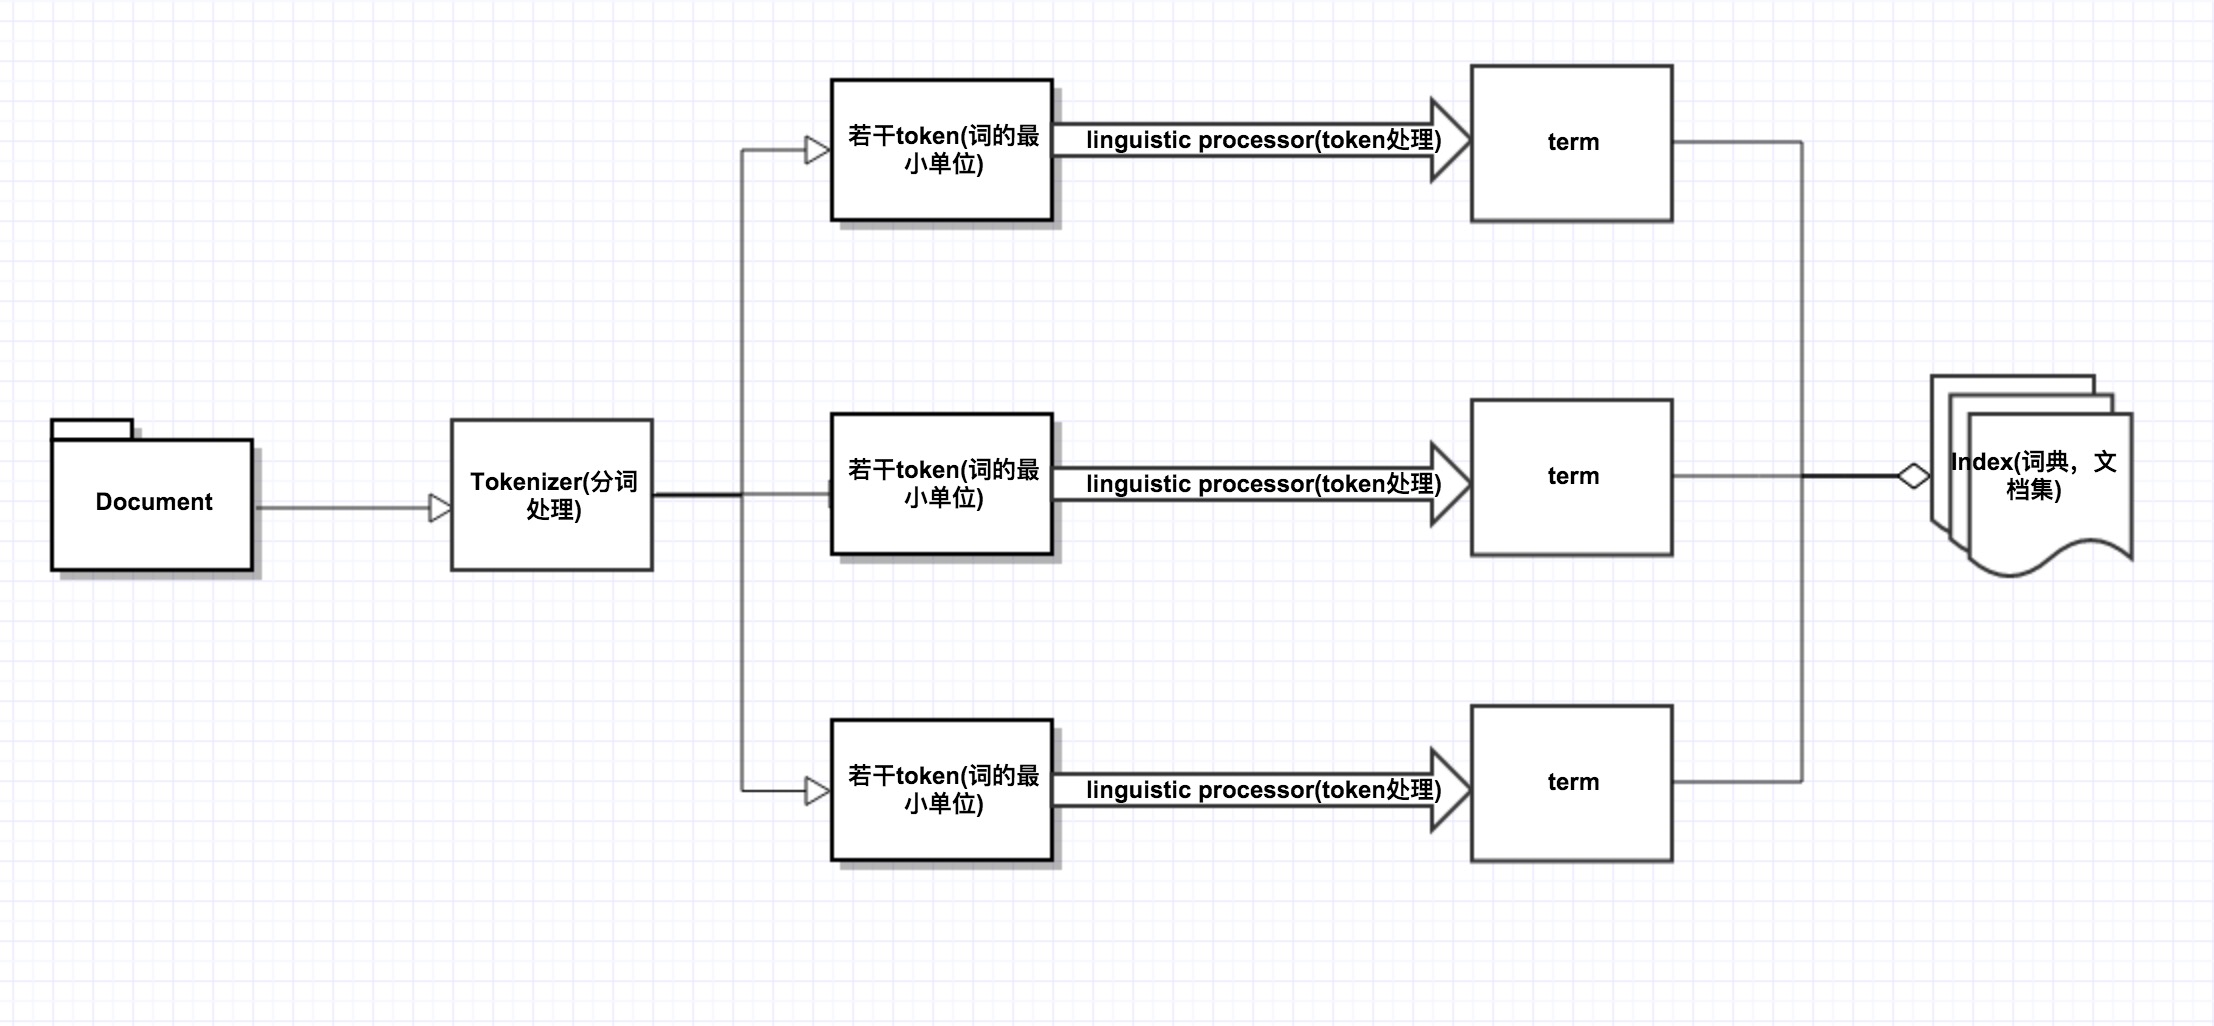 Document
Tokenizer(分词
处理)
若干token(词的最
小单位)
linguistic processor(token处理)
term
若干token(词的最
小单位)
linguistic processor(token处理)
term
若干token(词的最
小单位)
linguistic processor(token处理)
term
Index(词典，文
档集)